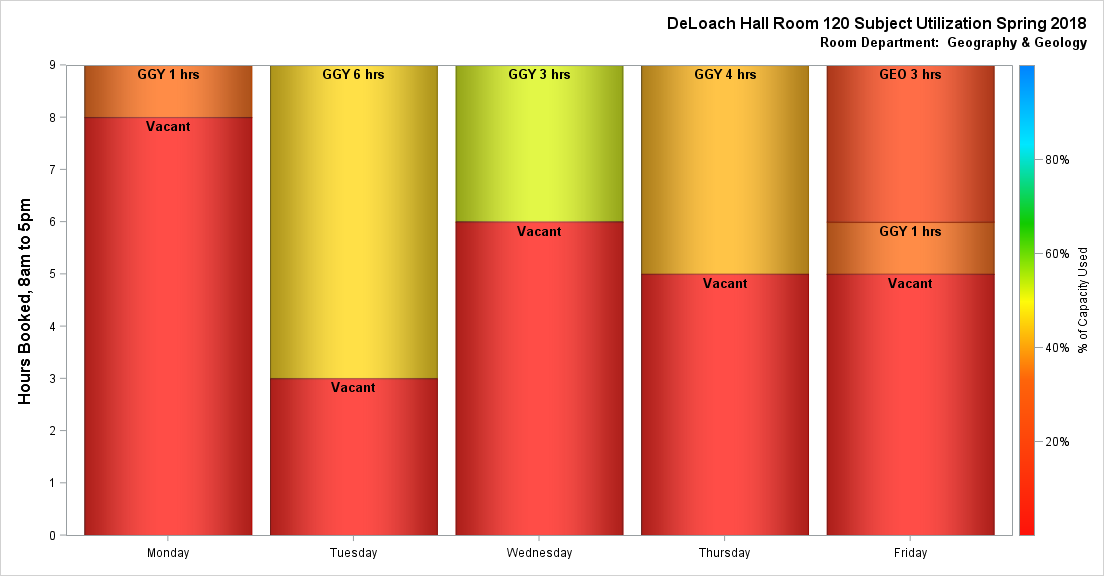 DeLoach Hall Room 120 Subject Utilization Spring 2018
Room Department: Geography & Geology
Hours Booked, 8am to 5pm
9
8
7
6
5
4
3
2
1
0
GGY 1 hrs
Vacant
GGY 6 hrs
Vacant
GGY 3 hrs
Vacant
GGY 4 hrs
Vacant
GEO 3 hrs
GGY 1 hrs
Vacant
Monday
Tuesday
Wednesday
Thursday
Friday
80%
60%
40%
20%
% of Capacity Used